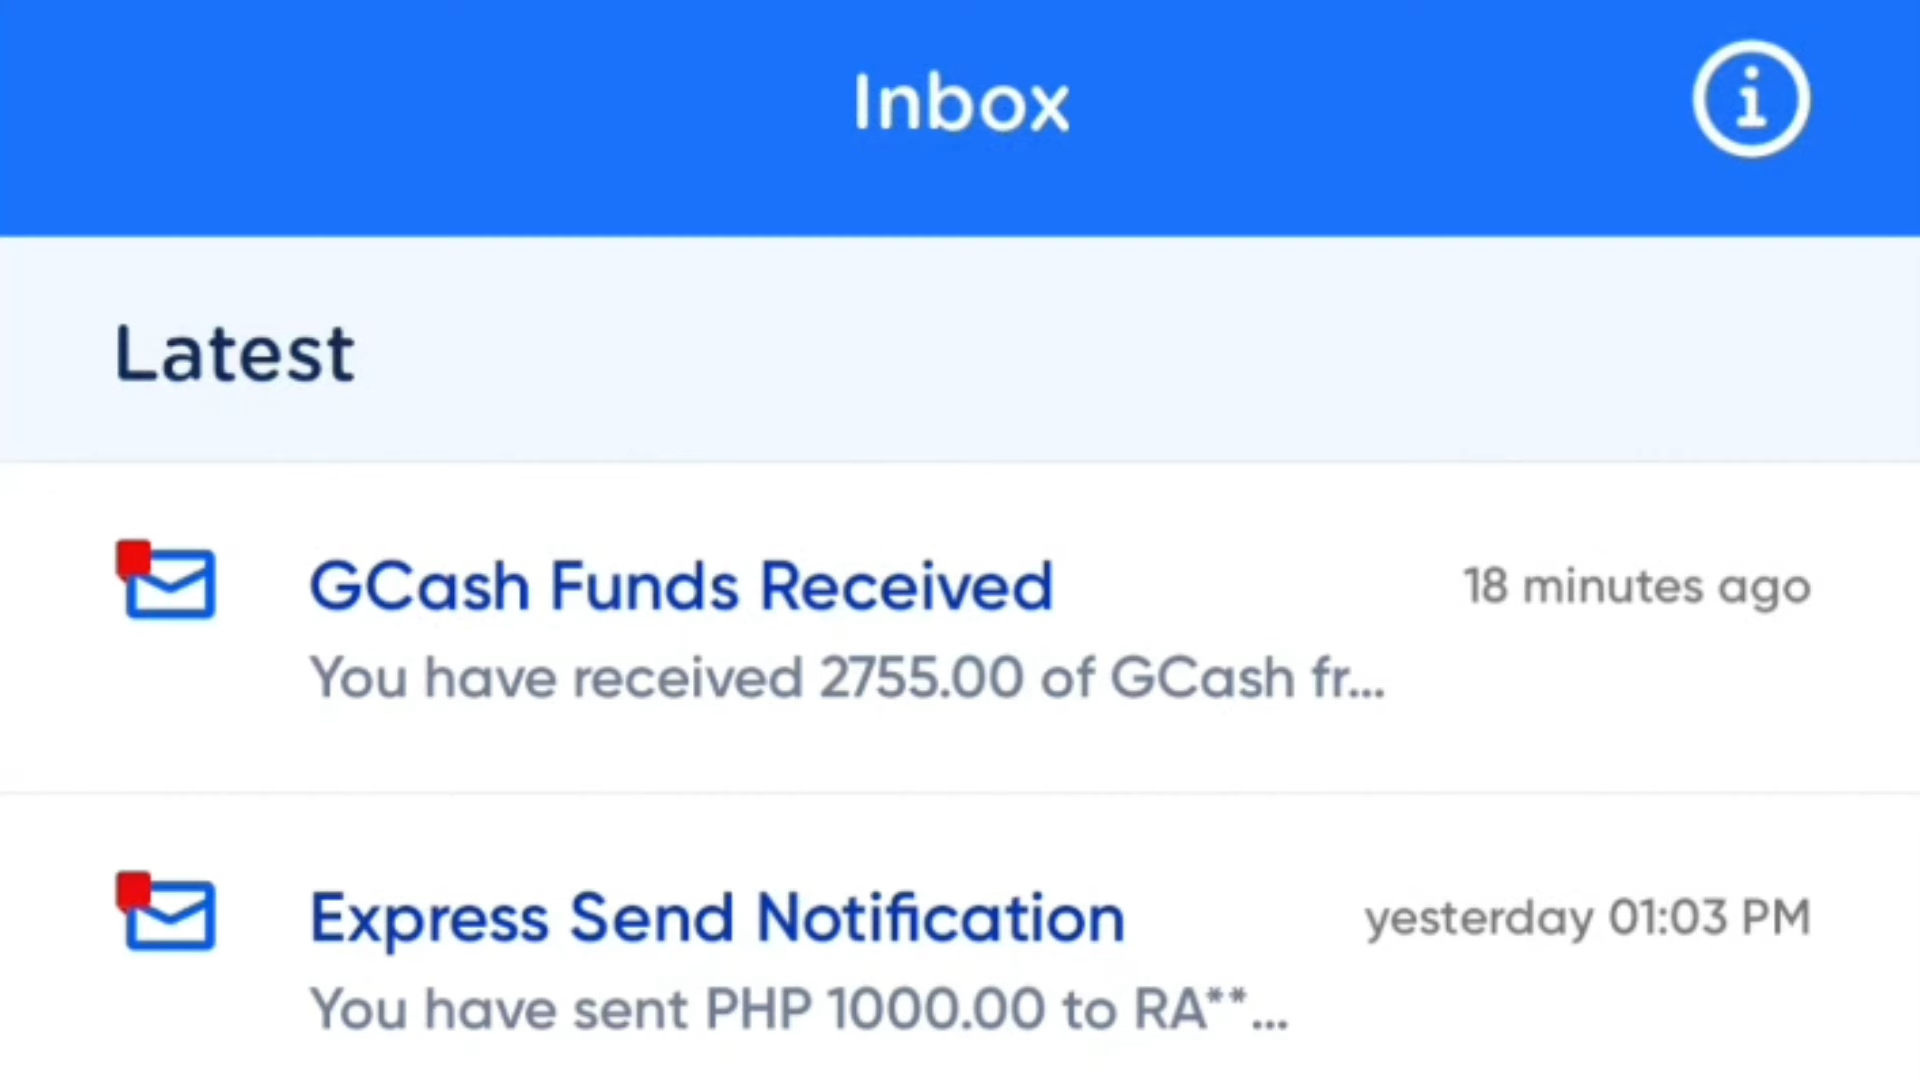 Inbox
Latest
GCash Funds Received
18 minutes ago
You have received 2755.00 of GCash fr...
Express Send Notification
yesterday 01:03 PM
You have sent PHP 1000.00 to RA**...